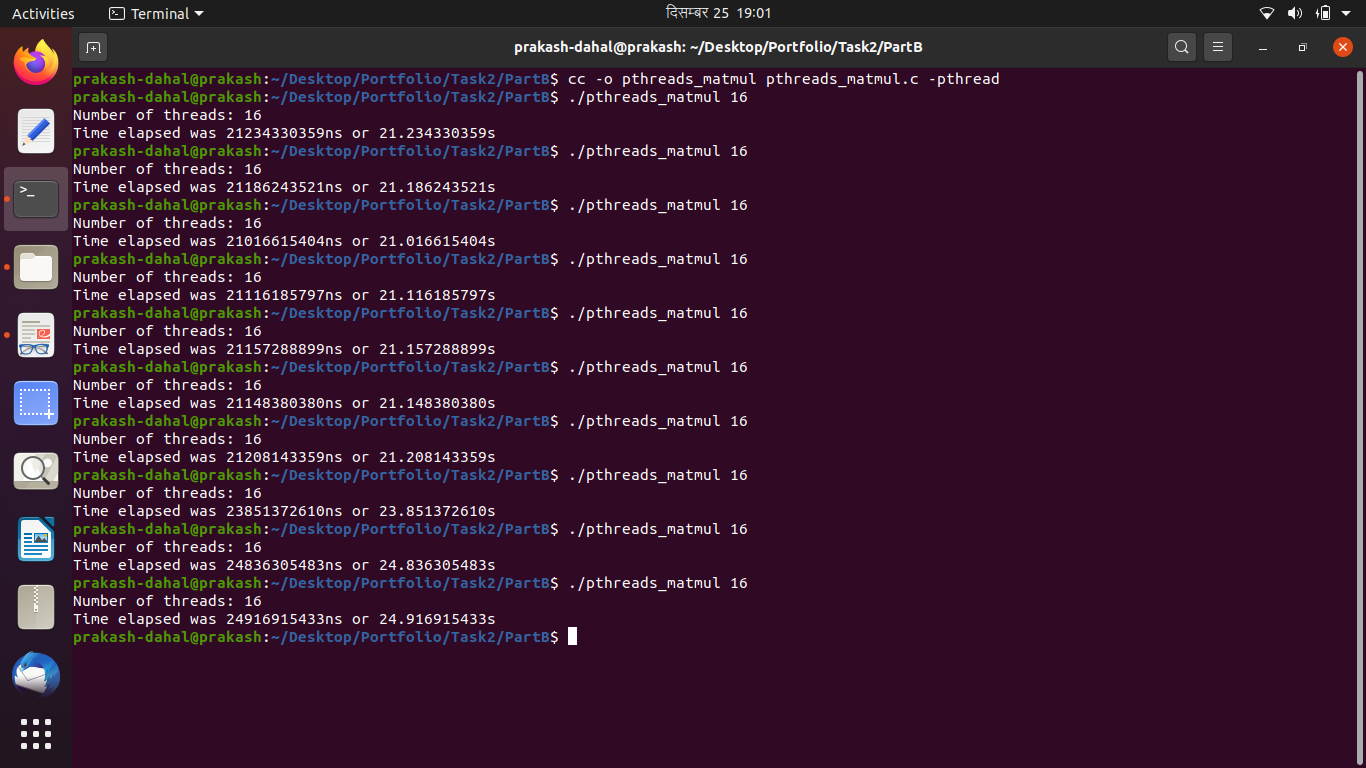 Activities Terminal दिसम्बर 25 19:01
prakash-dahal@prakash: ~/Desktop/Portfolio/Task2/PartB
prakash-dahal@prakash:~/Desktop/Portfolio/Task2/PartB$ cc -o pthreads_matmul pthreads_matmul.c -pthread
prakash-dahal@prakash:~/Desktop/Portfolio/Task2/PartB$ ./pthreads_matmul 16
Number of threads: 16
Time elapsed was 21234330359ns or 21.234330359s
prakash-dahal@prakash:~/Desktop/Portfolio/Task2/PartB$ ./pthreads_matmul 16
Number of threads: 16
Time elapsed was 21186243521ns or 21.186243521s
prakash-dahal@prakash:~/Desktop/Portfolio/Task2/PartB$ ./pthreads_matmul 16
Number of threads: 16
Time elapsed was 21016615404ns or 21.016615404s
prakash-dahal@prakash:~/Desktop/Portfolio/Task2/PartB$ ./pthreads_matmul 16
Number of threads: 16
Time elapsed was 21116185797ns or 21.116185797s
prakash-dahal@prakash:~/Desktop/Portfolio/Task2/PartB$ ./pthreads_matmul 16
Number of threads: 16
Time elapsed was 21157288899ns or 21.157288899s
prakash-dahal@prakash:~/Desktop/Portfolio/Task2/PartB$ ./pthreads_matmul 16
Number of threads: 16
Time elapsed was 21148380380ns or 21.148380380s
prakash-dahal@prakash:~/Desktop/Portfolio/Task2/PartB$ ./pthreads_matmul 16
Number of threads: 16
Time elapsed was 21208143359ns or 21.208143359s
prakash-dahal@prakash:~/Desktop/Portfolio/Task2/PartB$ ./pthreads_matmul 16
Number of threads: 16
Time elapsed was 23851372610ns or 23.851372610s
prakash-dahal@prakash:~/Desktop/Portfolio/Task2/PartB$ ./pthreads_matmul 16
Number of threads: 16
Time elapsed was 24836305483ns or 24.836305483s
prakash-dahal@prakash:~/Desktop/Portfolio/Task2/PartB$ ./pthreads_matmul 16
Number of threads: 16
Time elapsed was 24916915433ns or 24.916915433s
prakash-dahal@prakash:~/Desktop/Portfolio/Task2/PartB$